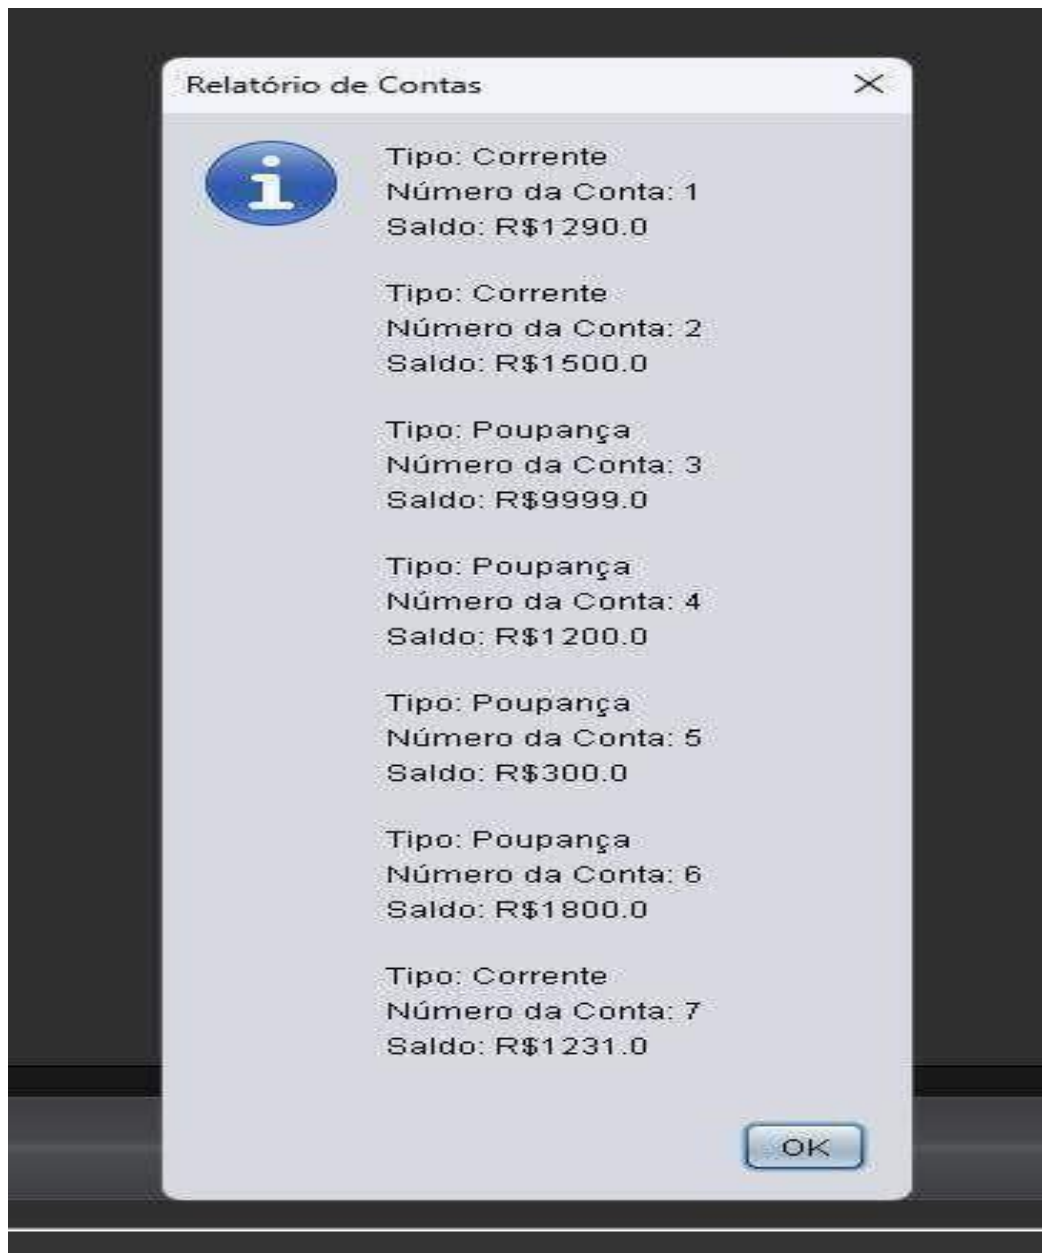 Relatório de Contas
Tipo: Corrente
Número da Conta: 1
Saldo: R$1290.0
Tipo: Corrente
Número da Conta: 2
Saldo: R$1500.0
Tipo: Poupança
Número da Conta: 3
Saldo: R$9999.0
Tipo: Poupança
Número da Conta: 4
Saldo: R$1200.0
Tipo: Poupança
Número da Conta: 5
Saldo: R$300.0
Tipo: Poupança
Número da Conta: 6
Saldo: R$1800.0
Tipo: Corrente
Número da Conta: 7
Saldo: R$1231.0
OK